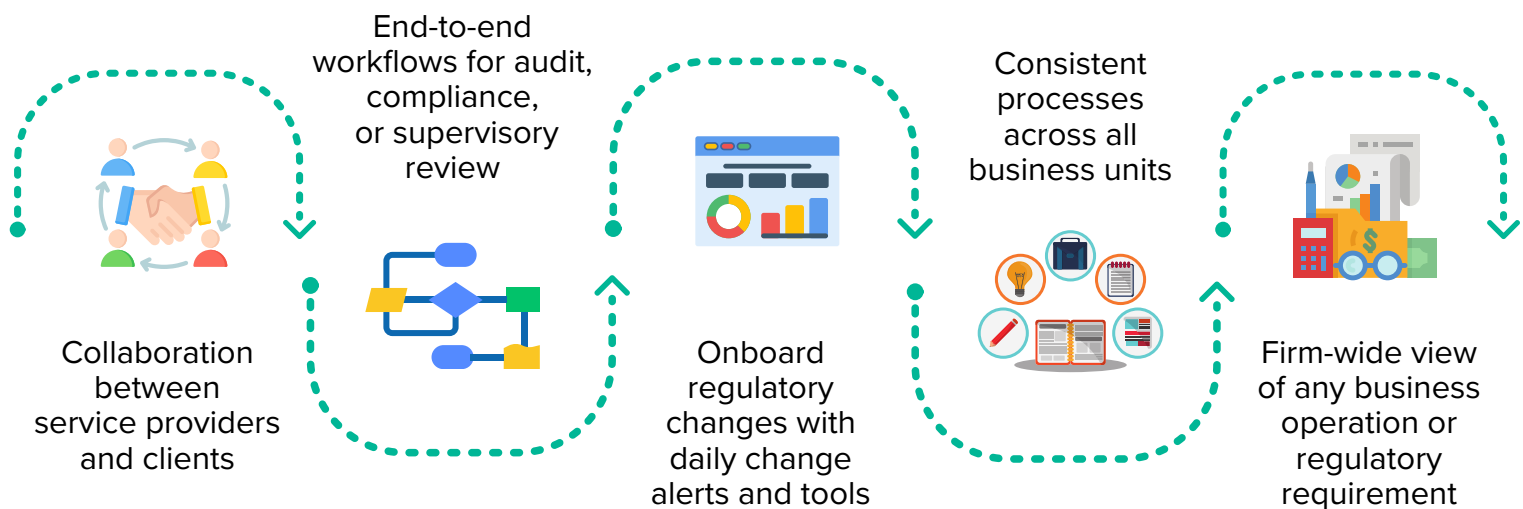 Collaboration
between
service providers
and clients
End-to-end
workflows for audit,
compliance,
or supervisory
review
Onboard
regulatory
changes with
daily change
alerts and tools
Consistent
processes
across all
business units
Firm-wide view
of any business
operation or
regulatory
requirement